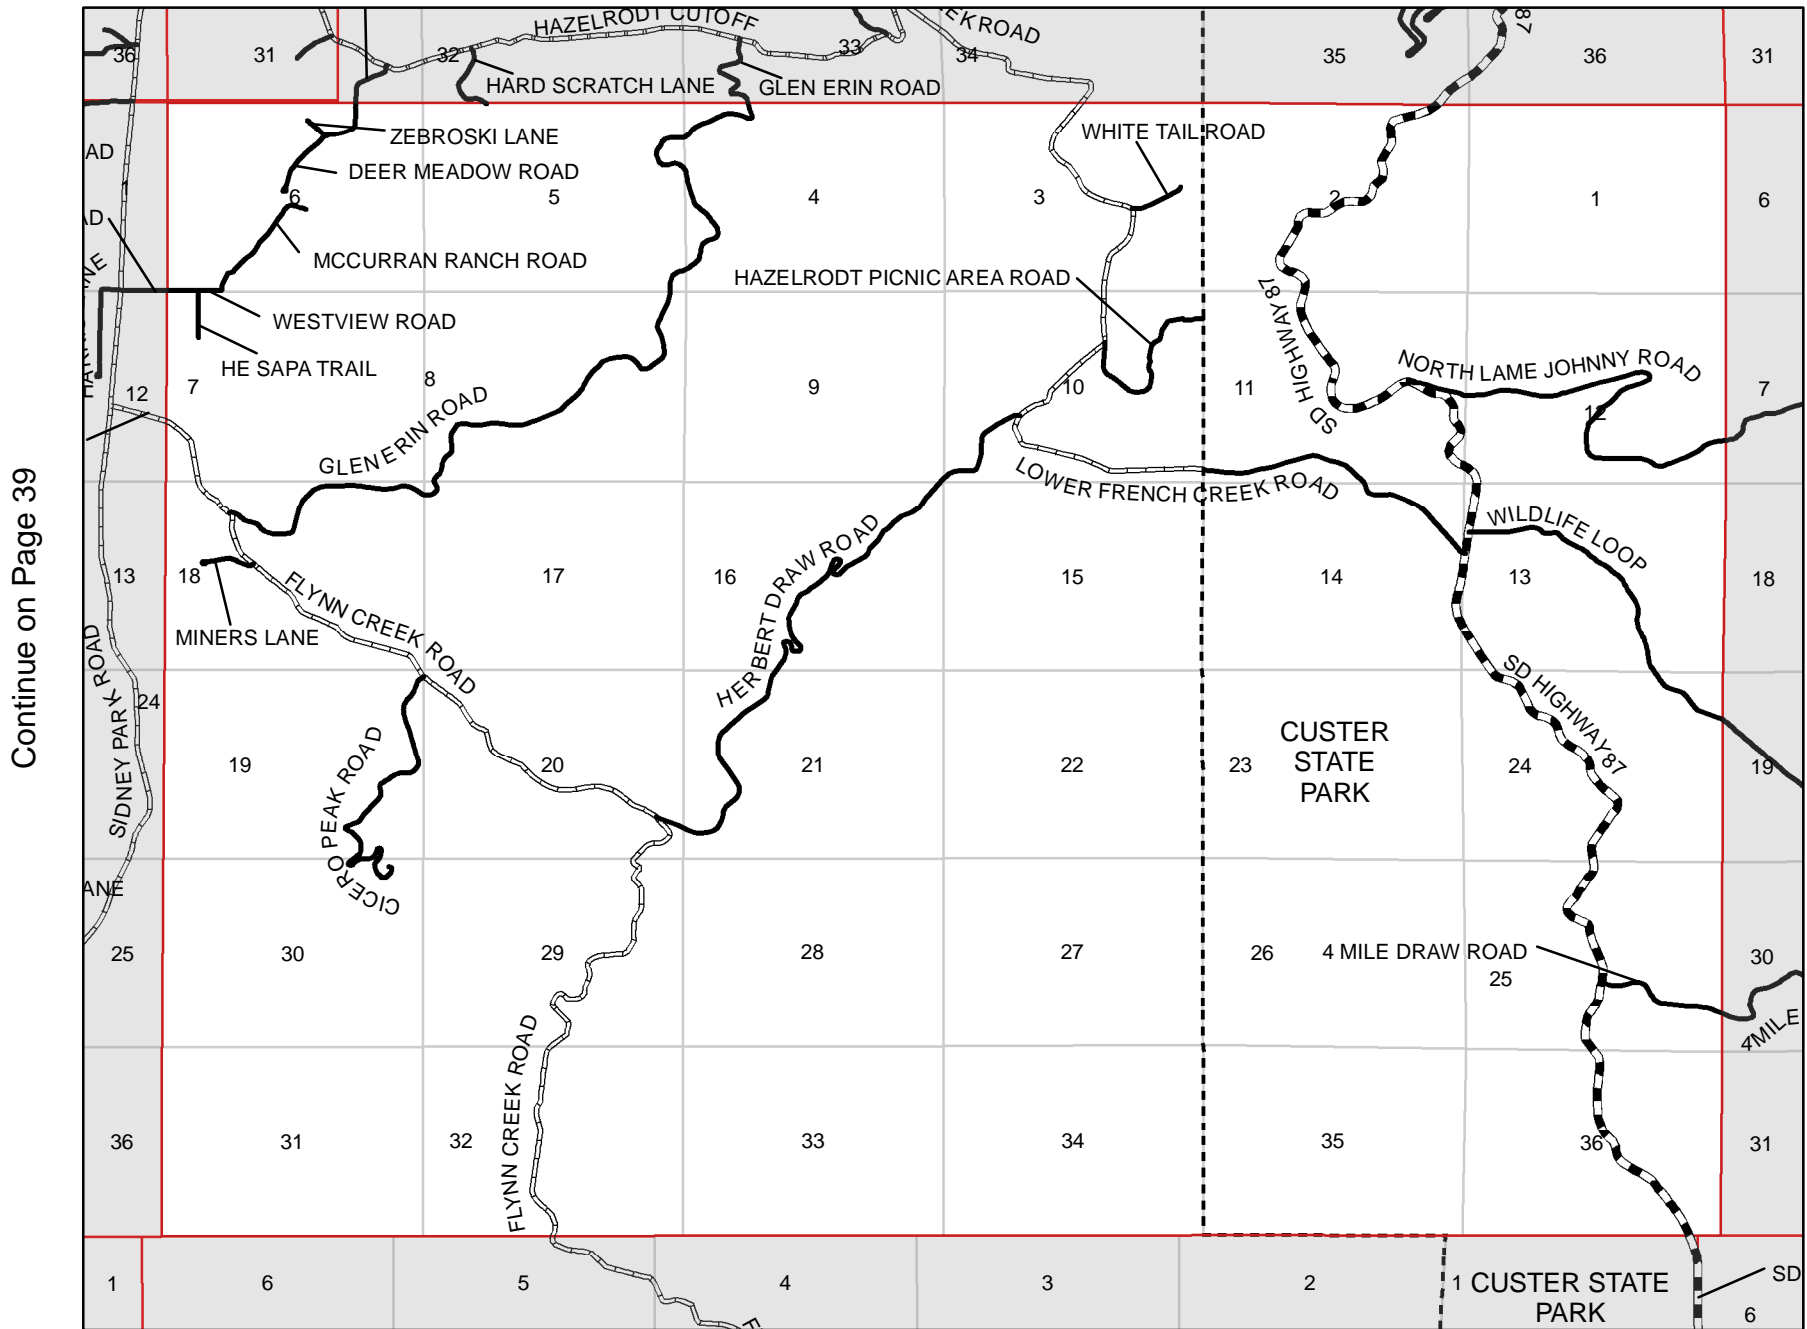 HAZELRODT CUTOFF
EEK ROAD
87
36
31
32
33
34
35
36
31
HARD SCRATCH LANE
GLEN ERIN ROAD
ZEBROSKI LANE
WHITE TAIL ROAD
AD
DEER MEADOW ROAD
6
5
4
3
2
1
6
AD
MCCURRAN RANCH ROAD
HAZELRODT PICNIC AREA ROAD
WESTVIEW ROAD
HE SAPA TRAIL
SD HIGHWAY 87
NORTH LAME JOHNNY ROAD
12
7
8
9
10
11
12
7
GLEN ERIN ROAD
LOWER FRENCH CREEK ROAD
WILDLIFE LOOP
Continue on Page 39
13
18
17
16
15
14
13
18
HERBERT DRAW ROAD
FLYNN CREEK ROAD
MINERS LANE
SIDNEY PARK ROAD
SD HIGHWAY 87
24
CUSTER
STATE
PARK
19
20
21
22
23
24
19
CICERO PEAK ROAD
ANE
25
30
29
28
27
26
4 MILE DRAW ROAD
25
30
4 MILE
FLYNN CREEK ROAD
36
31
32
33
34
35
36
31
1
6
5
4
3
2
1
CUSTER STATE
PARK
SD
6